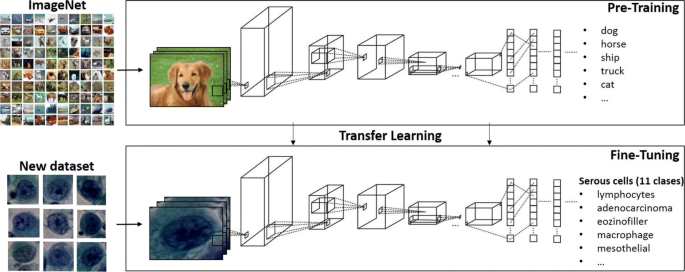 ImageNet
Pre-Training
• dog
• horse
• ship
• truck
• cat
• ...
...
Transfer Learning
New dataset
Fine-Tuning
Serous cells (11 clases)
• lymphocytes
• adenocarcinoma
• eozinofiller
• macrophage
• mesothelial
• ...
...